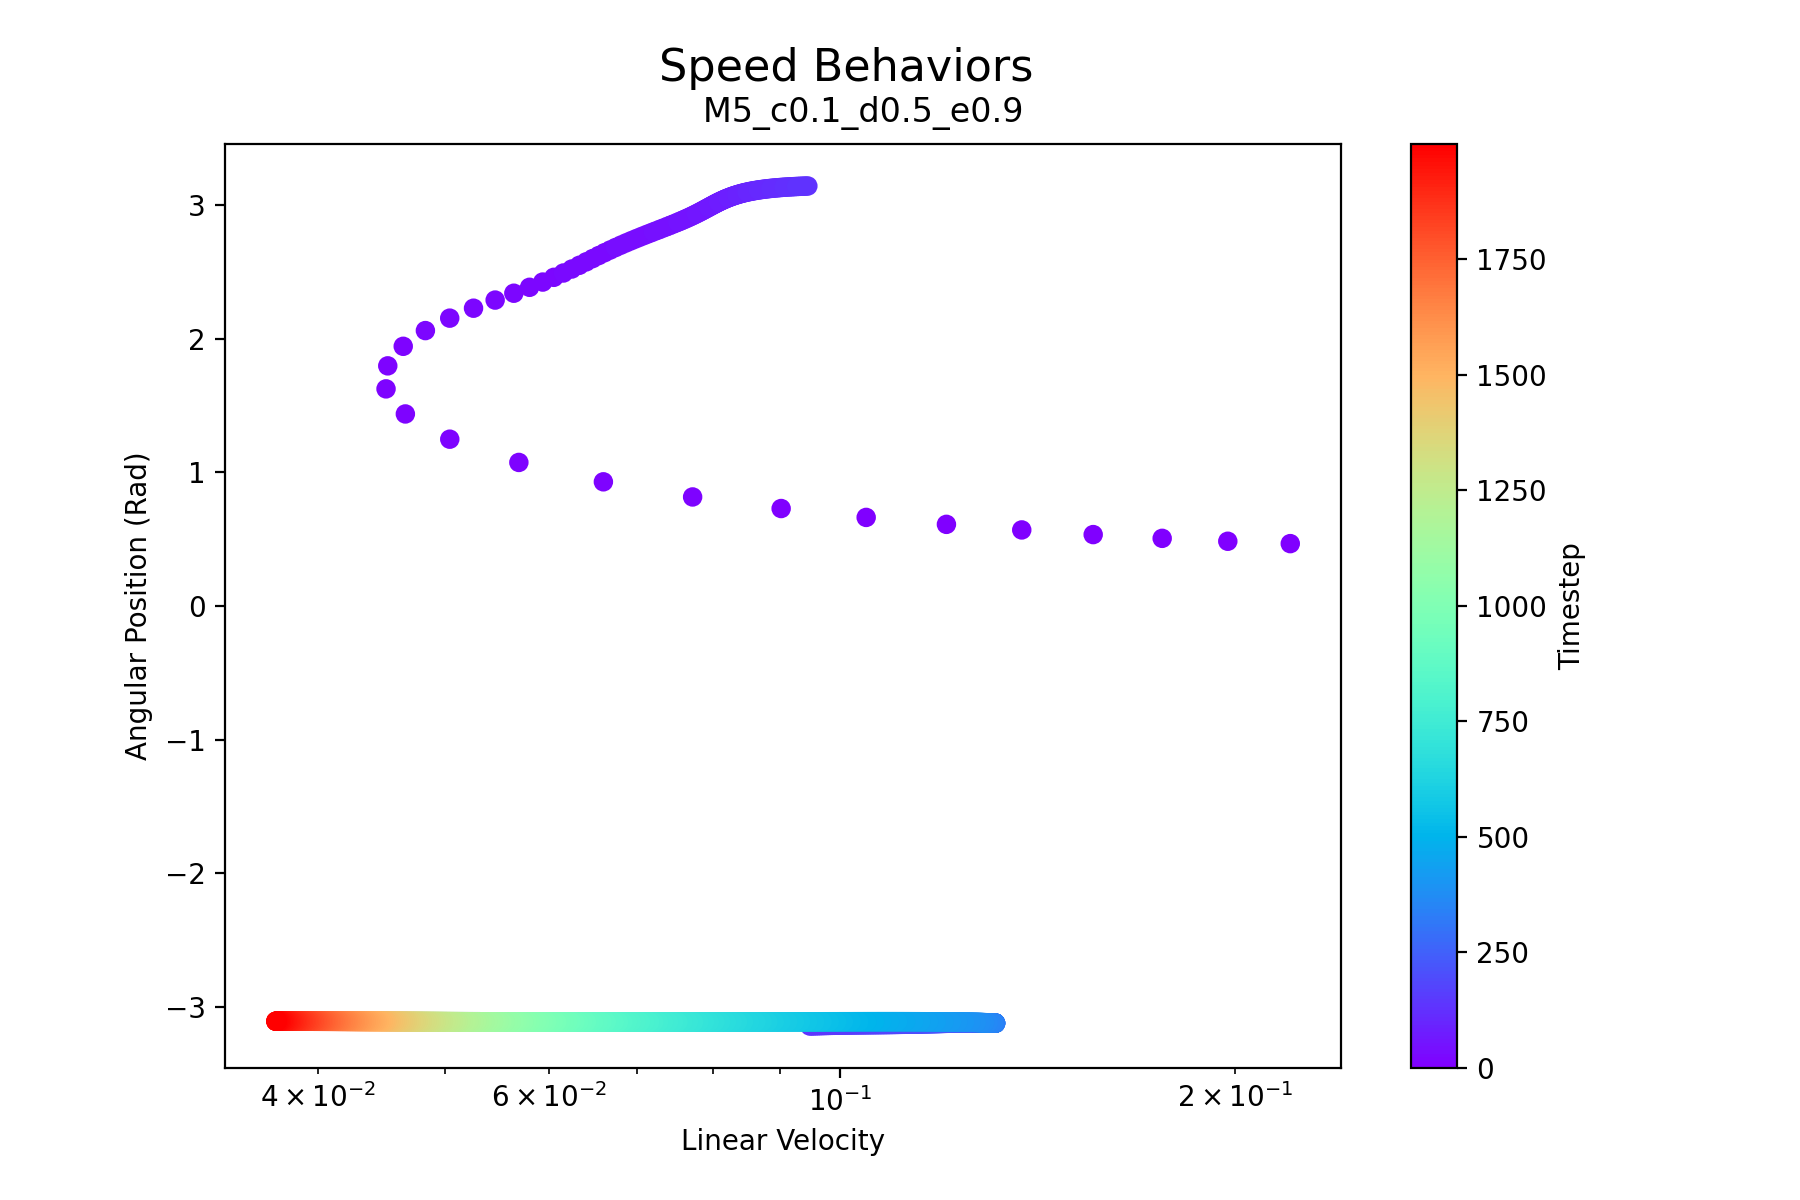 Speed Behaviors
M5_c0.1_d0.5_e0.9
Angular Position (Rad)
3
2
1
0
−1
−2
−3
4 × 10⁻²
6 × 10⁻²
10⁻¹
2 × 10⁻¹
Linear Velocity
1750
1500
1250
1000
750
500
250
0
Timestep